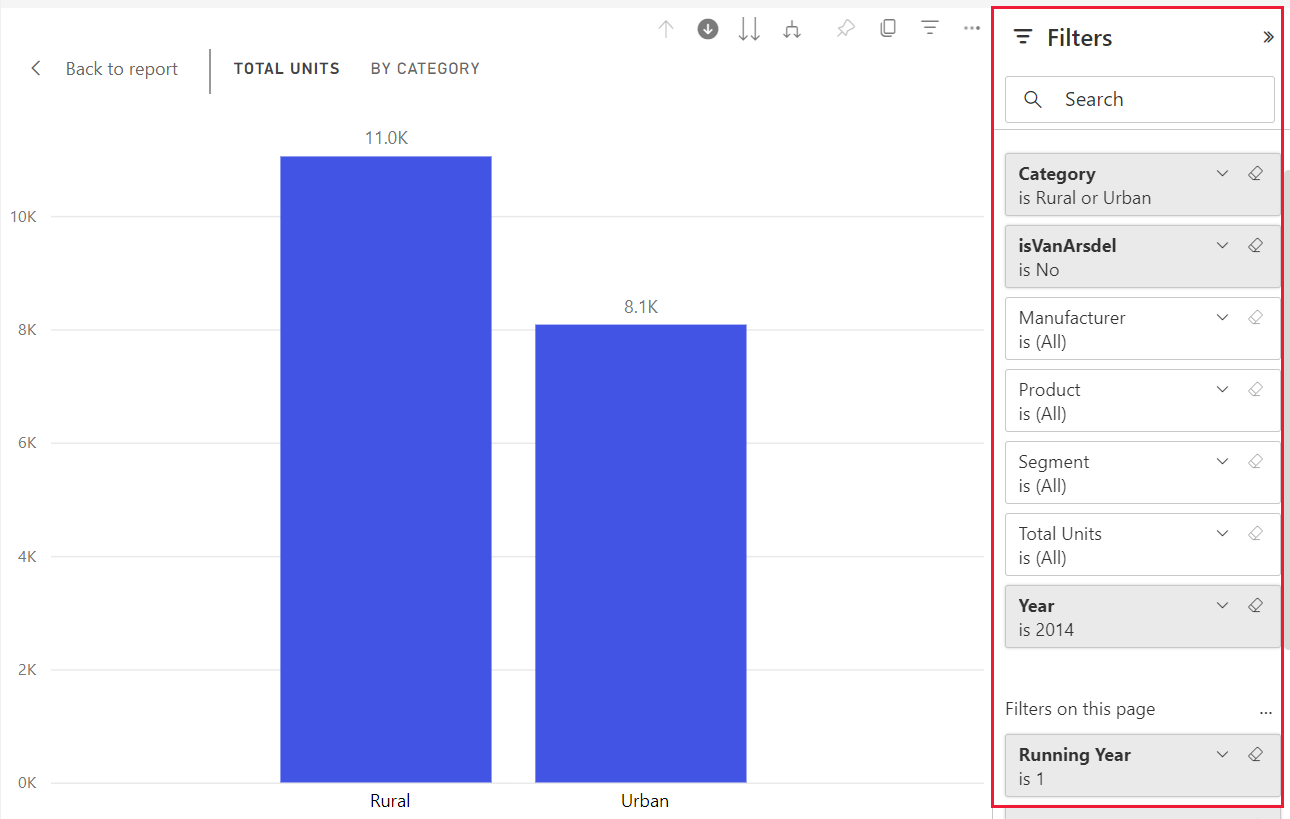 Back to report
TOTAL UNITS
BY CATEGORY
11.0K
8.1K
10K
8K
6K
4K
2K
0K
Rural
Urban
Filters
Search
Category
is Rural or Urban
isVanArsdel
is No
Manufacturer
is (All)
Product
is (All)
Segment
is (All)
Total Units
is (All)
Year
is 2014
Filters on this page
...
Running Year
is 1